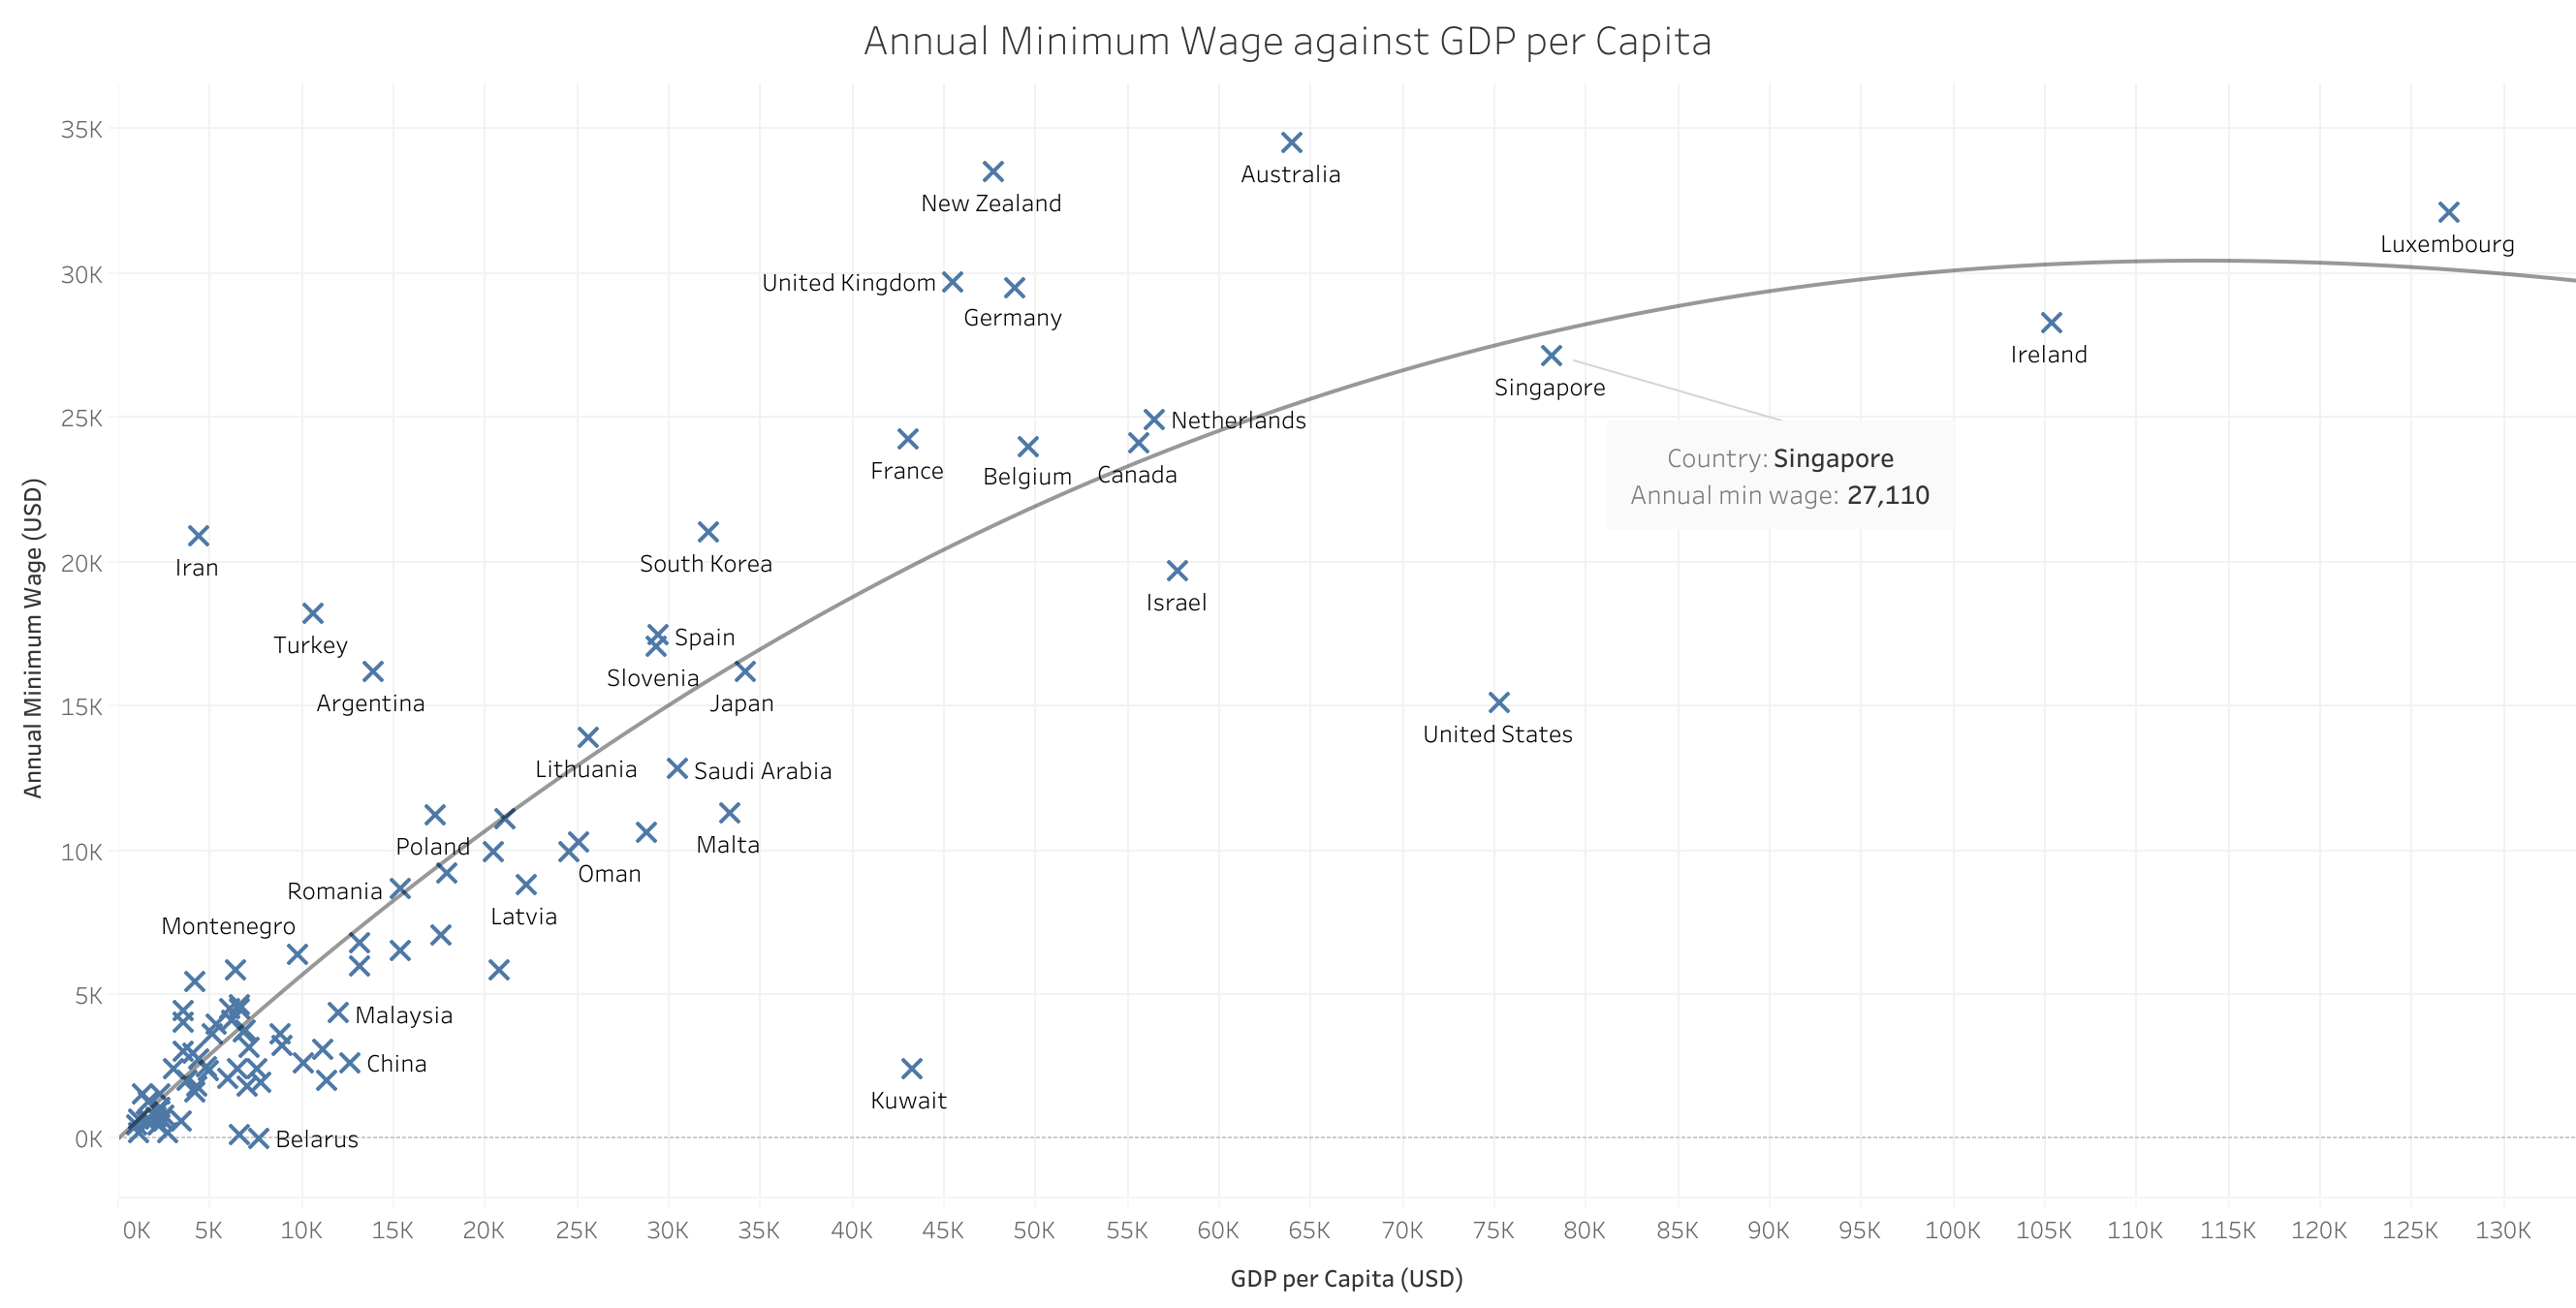 Annual Minimum Wage against GDP per Capita
35K
Australia
New Zealand
Luxembourg
30K
United Kingdom
Germany
Ireland
Singapore
25K
Netherlands
France
Belgium
Canada
Country: Singapore
Annual min wage: 27,110
Annual Minimum Wage (USD)
20K
Iran
South Korea
Israel
Turkey
Spain
Slovenia
Argentina
Japan
15K
United States
Lithuania
Saudi Arabia
Poland
Malta
10K
Oman
Romania
Latvia
Montenegro
5K
Malaysia
China
Kuwait
0K
Belarus
0K 5K 10K 15K 20K 25K 30K 35K 40K 45K 50K 55K 60K 65K 70K 75K 80K 85K 90K 95K 100K 105K 110K 115K 120K 125K 130K
GDP per Capita (USD)